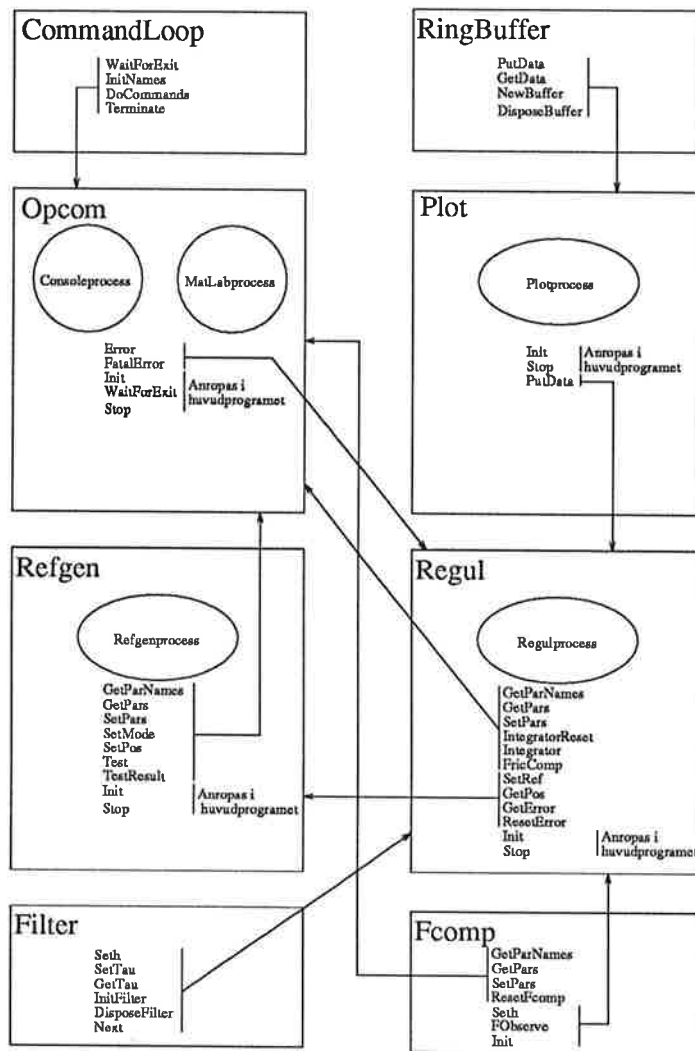 CommandLoop
WaitForExit
InitNames
DoCommands
Terminate
RingBuffer
PutData
GetData
NewBuffer
DisposeBuffer
Opcom
Consoleprocess
MatLabprocess
Error
FatalError
Init
WaitForExit
Stop
Anropas i
huvudprogramet
Plot
Plotprocess
Init
Stop
PutData
Anropas i
huvudprogramet
Refgen
Refgenprocess
GetParNames
GetPars
SetPars
SetMode
SetPos
Test
TestResult
Init
Stop
Anropas i
huvudprogramet
Regul
Regulprocess
GetParNames
GetPars
SetPars
IntegratorReset
Integrator
FricComp
SetRef
GetPos
GetError
ResetError
Init
Stop
Anropas i
huvudprogramet
Filter
Seth
SetTau
GetTau
InitFilter
DisposeFilter
Next
Fcomp
GetParNames
GetPars
SetPars
ResetFcomp
Seth
FObserve
Init